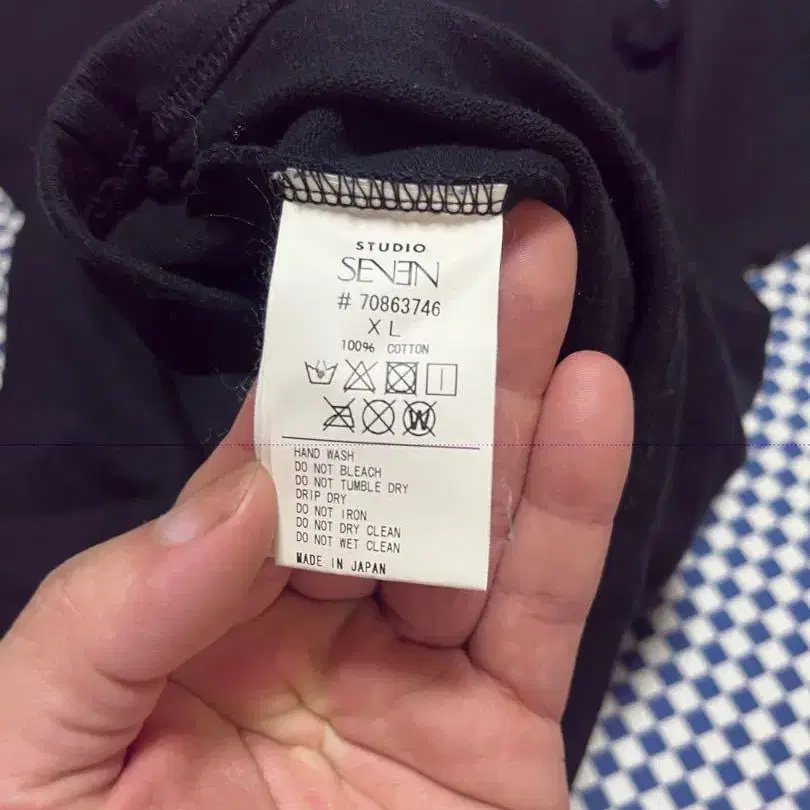 STUDIO
SEVEN
# 70863746
XL
100% COTTON
W
HAND WASH
DO NOT BLEACH
DO NOT TUMBLE DRY
DRIP DRY
DO NOT IRON
DO NOT DRY CLEAN
DO NOT WET CLEAN
MADE IN JAPAN